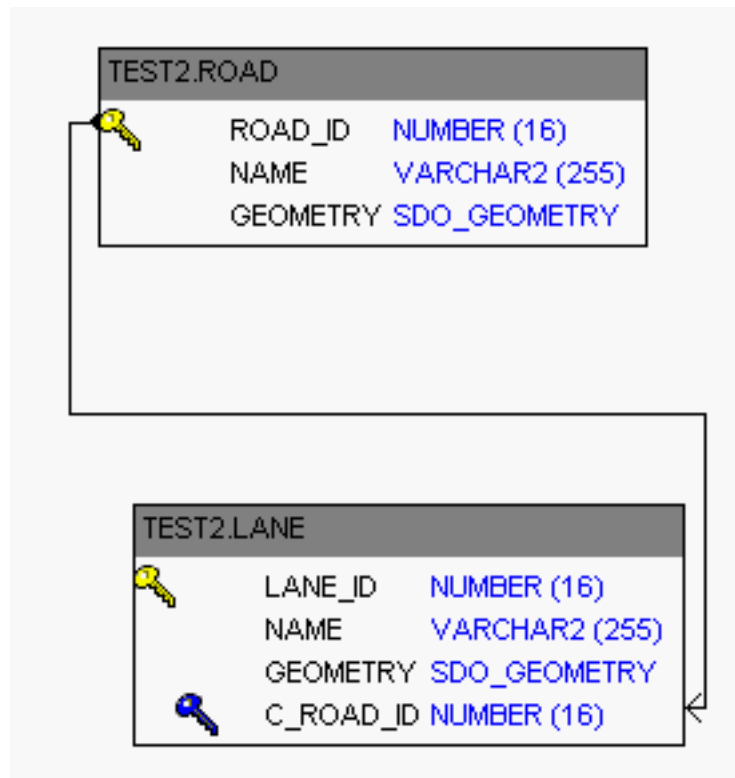 TEST2.ROAD
ROAD_ID NUMBER (16)
NAME VARCHAR2 (255)
GEOMETRY SDO_GEOMETRY
TEST2.LANE
LANE_ID NUMBER (16)
NAME VARCHAR2 (255)
GEOMETRY SDO_GEOMETRY
C_ROAD_ID NUMBER (16)